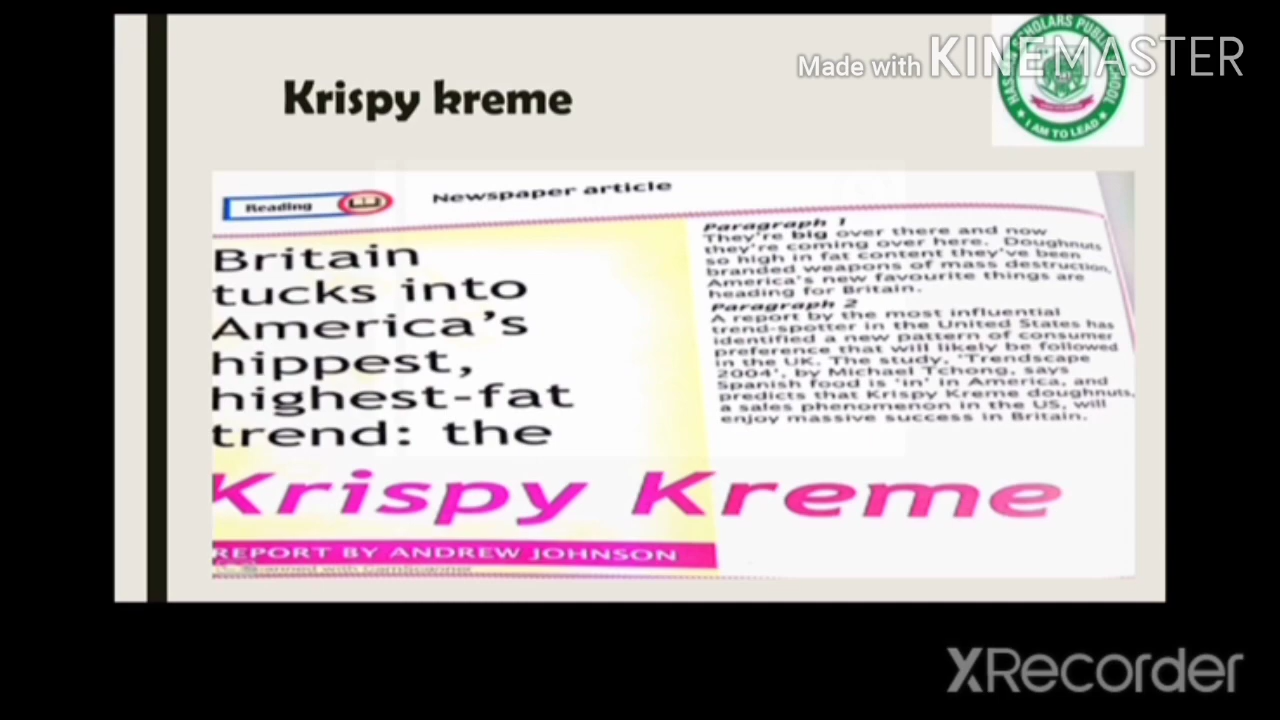 Made with KINEMASTER
SCHOLARS PUBLIC SCHOOL
I AM TO LEAD
Krispy kreme
Reading
Newspaper article
Britain
tucks into
America's
hippest,
highest-fat
trend: the
Krispy Kreme
REPORT BY ANDREW JOHNSON
Scanned with CamScanner
Paragraph 1
They're big over there and now
they're coming over here. Doughnuts
so high in fat content they've been
branded weapons of mass destruction,
America's new favourite things are
heading for Britain.
Paragraph 2
A report by the most influential
trend-spotter in the United States has
identified a new pattern of consumer
preference that will likely be followed
in the UK. The study, 'Trendscape
2004', by Michael Tchong, says
Spanish food is 'in' in America, and
predicts that Krispy Kreme doughnuts,
a sales phenomenon in the US, will
enjoy massive success in Britain.
XRecorder